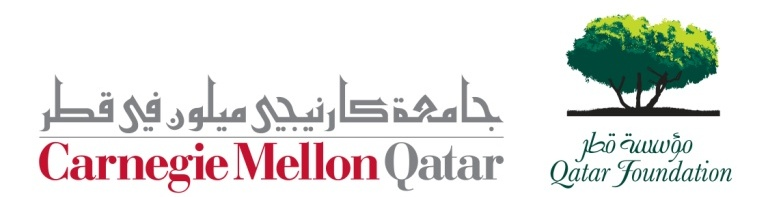 جامعة كارنيجي ميلون في قطر
Carnegie Mellon Qatar
مؤسسة قطر
Qatar Foundation